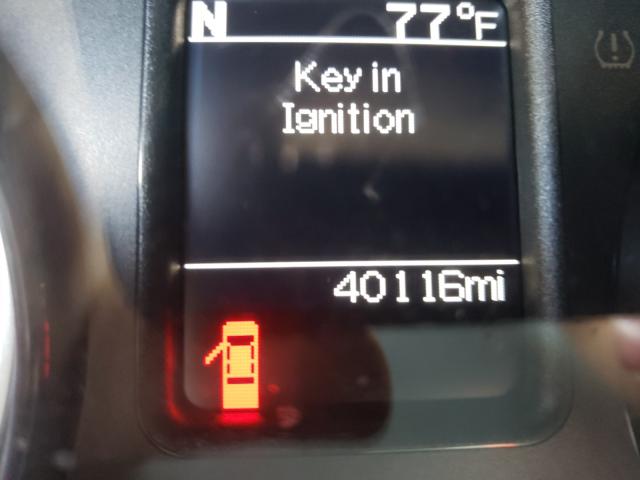 N 77°F
Key in
Ignition
40116mi